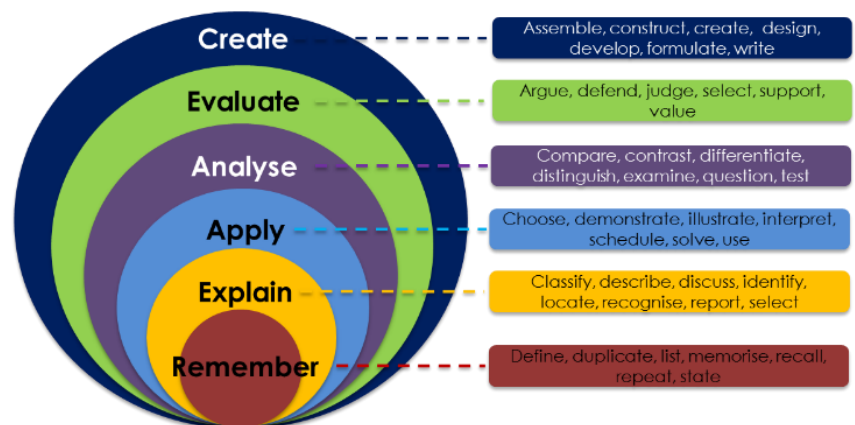 Create
Assemble, construct, create, design,
develop, formulate, write
Evaluate
Argue, defend, judge, select, support,
value
Analyse
Compare, contrast, differentiate,
distinguish, examine, question, test
Apply
Choose, demonstrate, illustrate, interpret,
schedule, solve, use
Explain
Classify, describe, discuss, identify,
locate, recognise, report, select
Remember
Define, duplicate, list, memorise, recall,
repeat, state